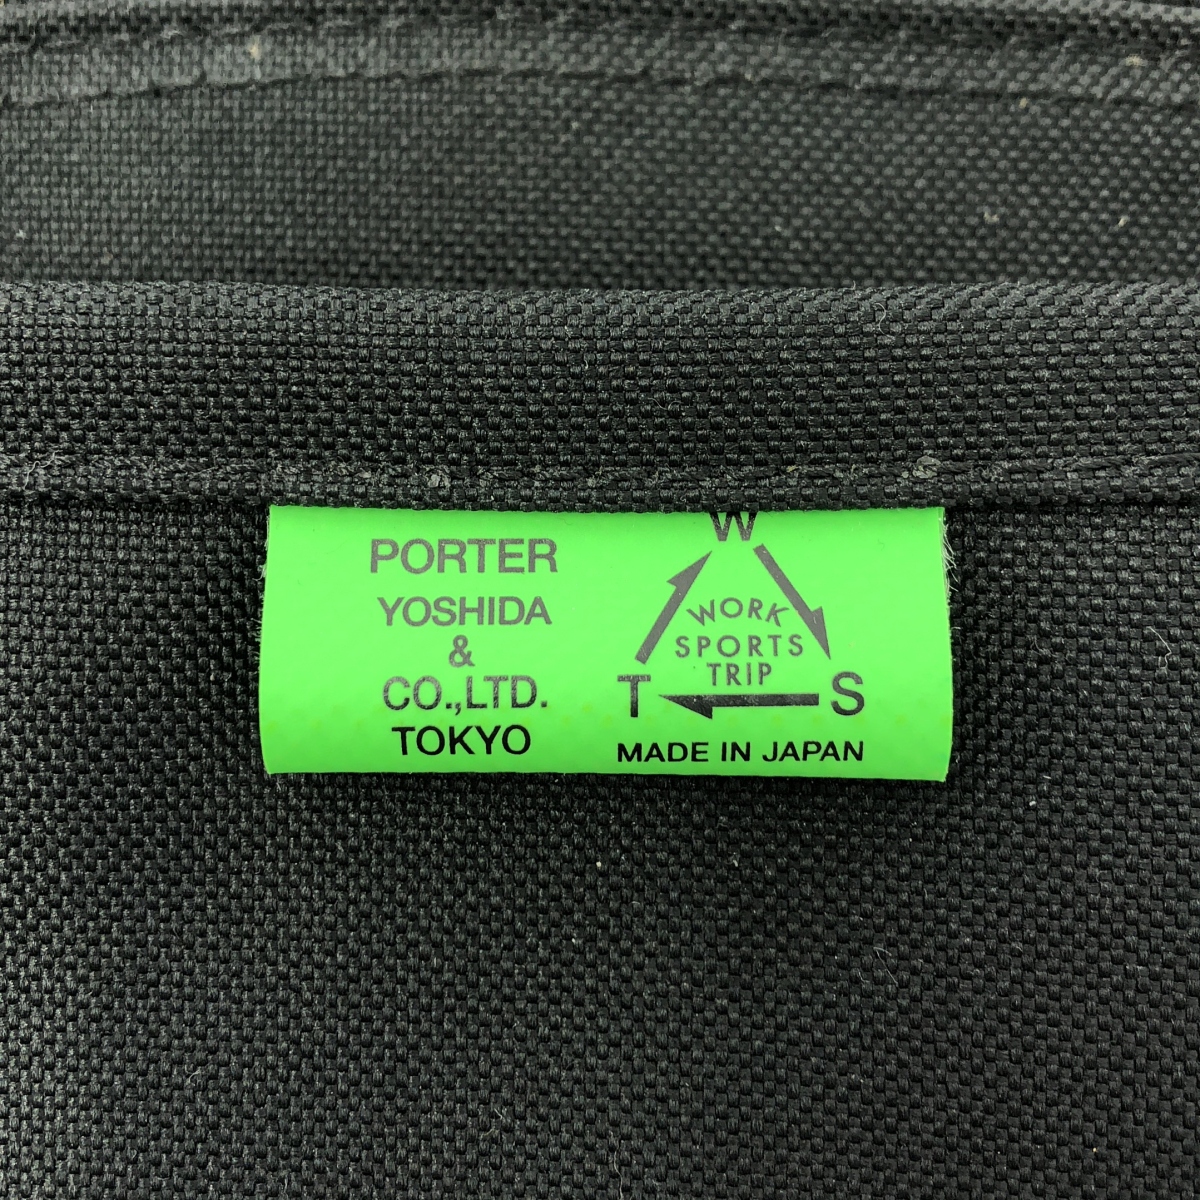 PORTER
YOSHIDA
&
CO.,LTD.
TOKYO
W
WORK
SPORTS
TRIP
T S
MADE IN JAPAN